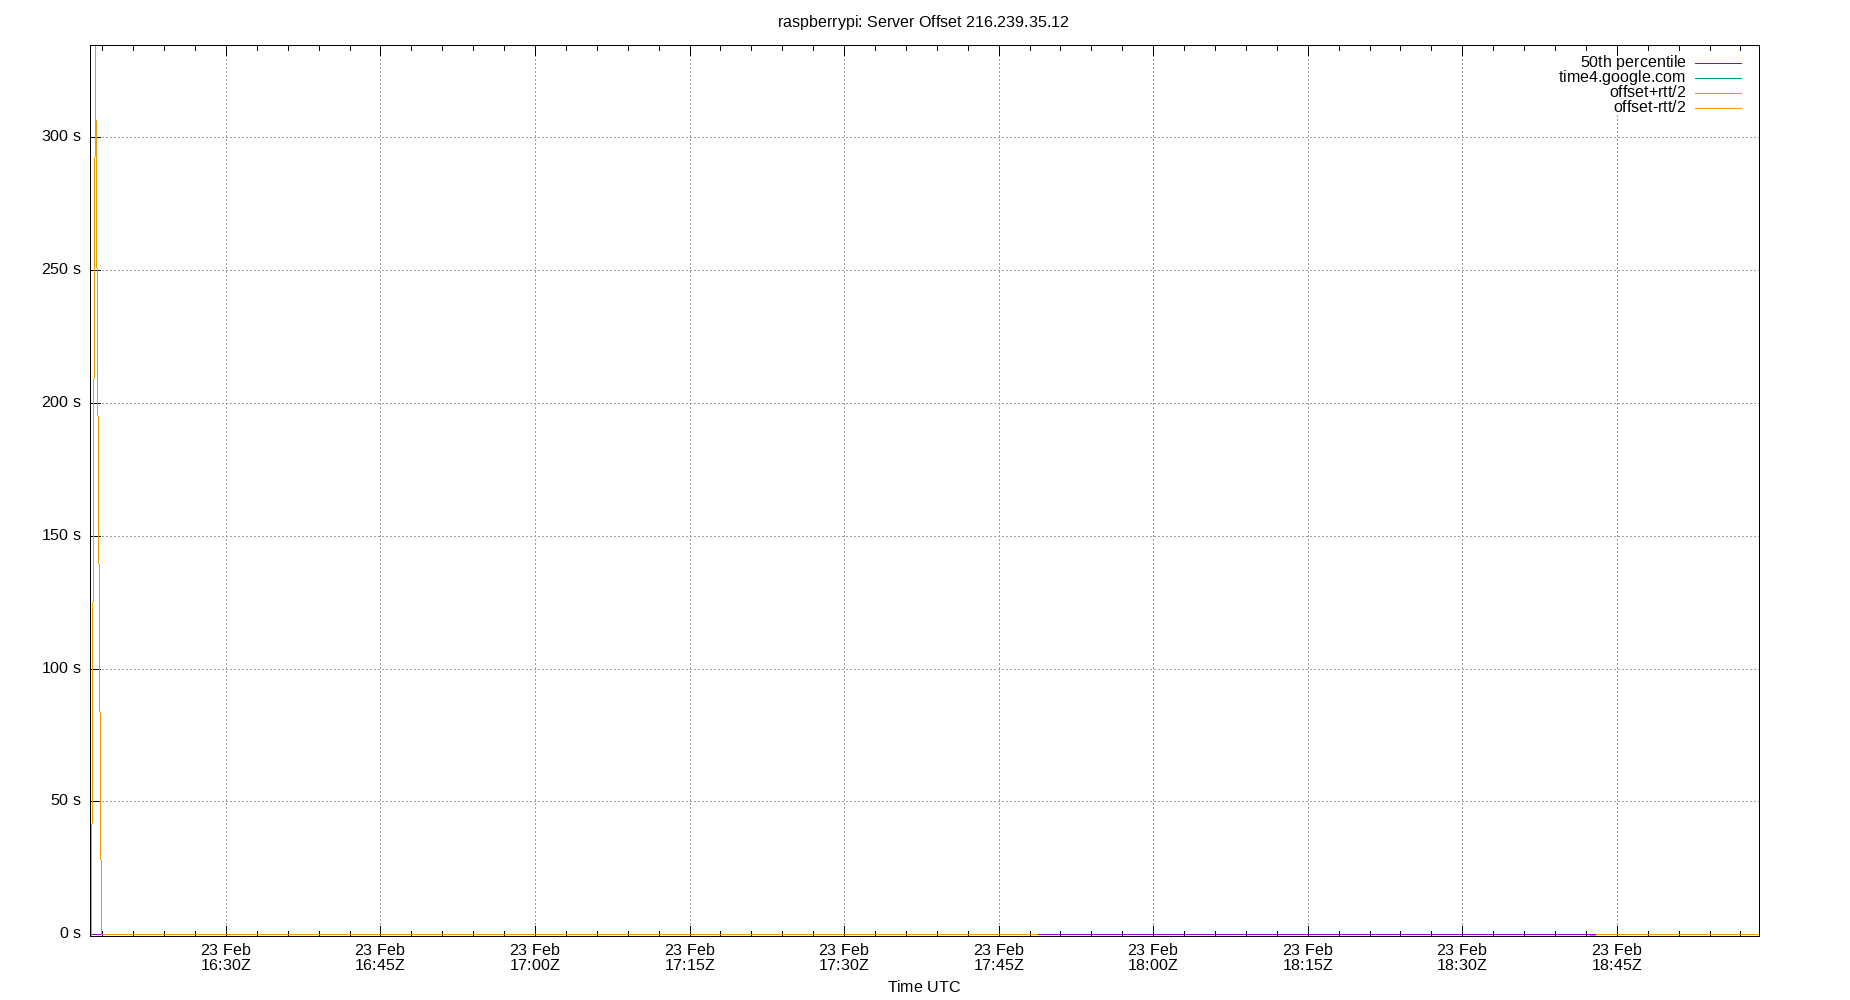 raspberrypi: Server Offset 216.239.35.12
50th percentile
time4.google.com
offset+rtt/2
offset-rtt/2
300 s
250 s
200 s
150 s
100 s
50 s
0 s
23 Feb 23 Feb 23 Feb 23 Feb 23 Feb 23 Feb 23 Feb 23 Feb 23 Feb 23 Feb
16:30Z 16:45Z 17:00Z 17:15Z 17:30Z 17:45Z 18:00Z 18:15Z 18:30Z 18:45Z
Time UTC